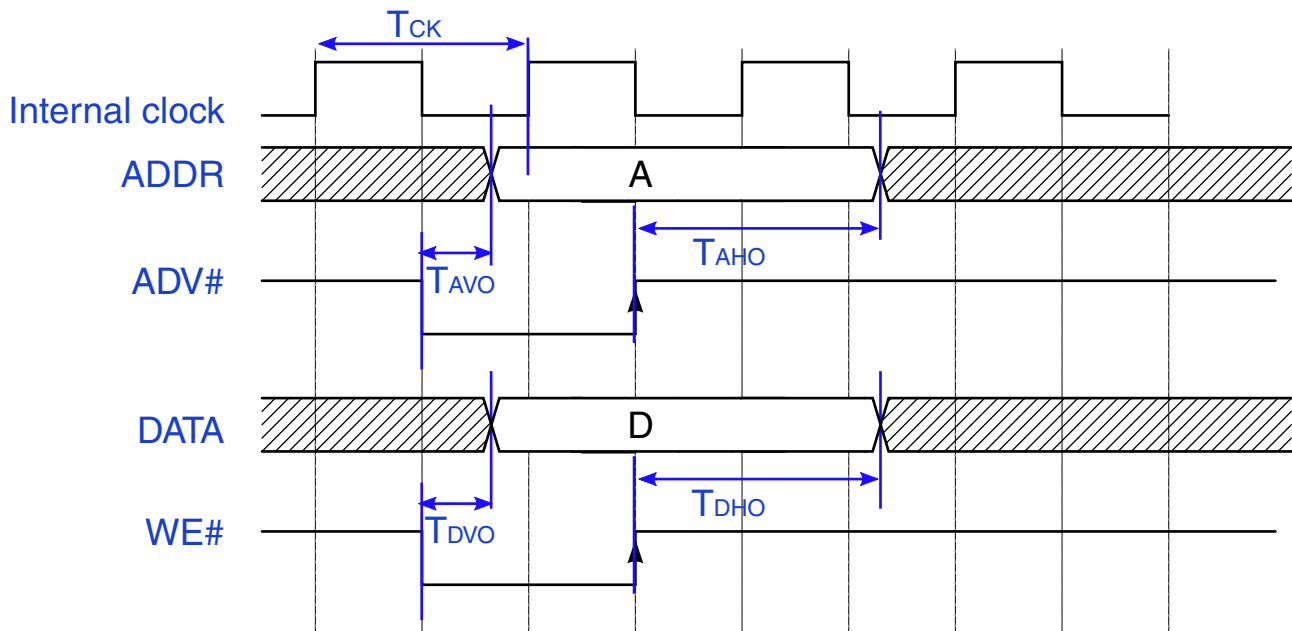 TCK
Internal clock
ADDR
A
TAHO
ADV#
TAVO
DATA
D
TDHO
WE#
TDVO